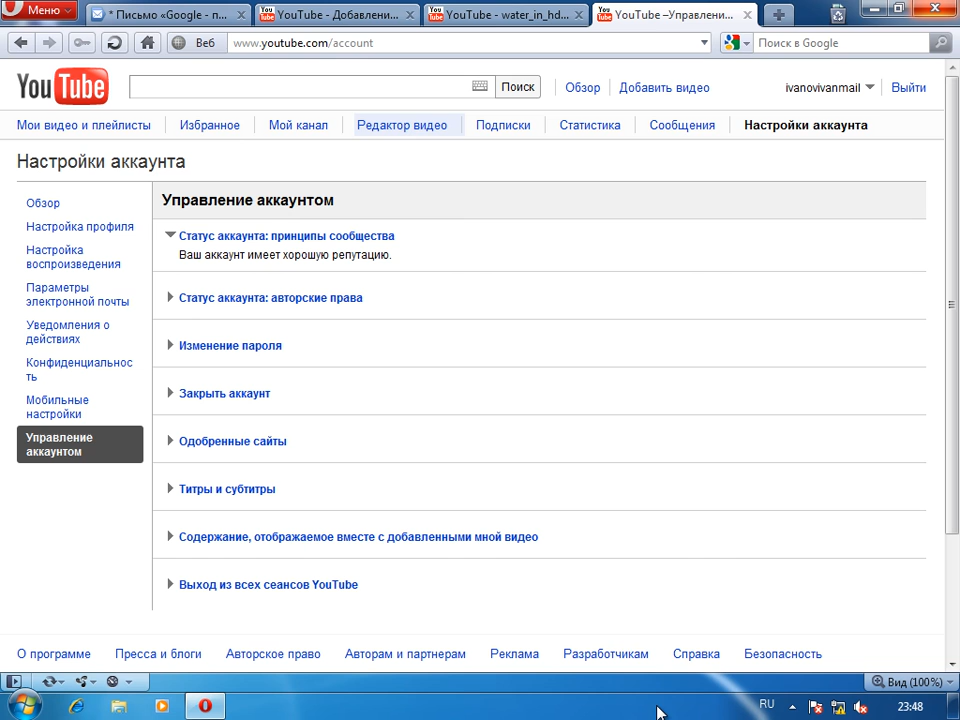 Меню
* Письмо «Google - п...
YouTube - Добавлени...
YouTube - water_in_hd...
YouTube –Управлени...
Веб
www.youtube.com/account
Поиск в Google
You Tube
Поиск
Обзор
Добавить видео
ivanovivanmail
Выйти
Мои видео и плейлисты
Избранное
Мой канал
Редактор видео
Подписки
Статистика
Сообщения
Настройки аккаунта
Настройки аккаунта
Обзор
Настройка профиля
Настройка
воспроизведения
Параметры
электронной почты
Уведомления о
действиях
Конфиденциальнос
ть
Мобильные
настройки
Управление
аккаунтом
Управление аккаунтом
Статус аккаунта: принципы сообщества
Ваш аккаунт имеет хорошую репутацию.
Статус аккаунта: авторские права
Изменение пароля
Закрыть аккаунт
Одобренные сайты
Титры и субтитры
Содержание, отображаемое вместе с добавленными мной видео
Выход из всех сеансов YouTube
О программе
Пресса и блоги
Авторское право
Авторам и партнерам
Реклама
Разработчикам
Справка
Безопасность
Вид (100%)
RU
23:48